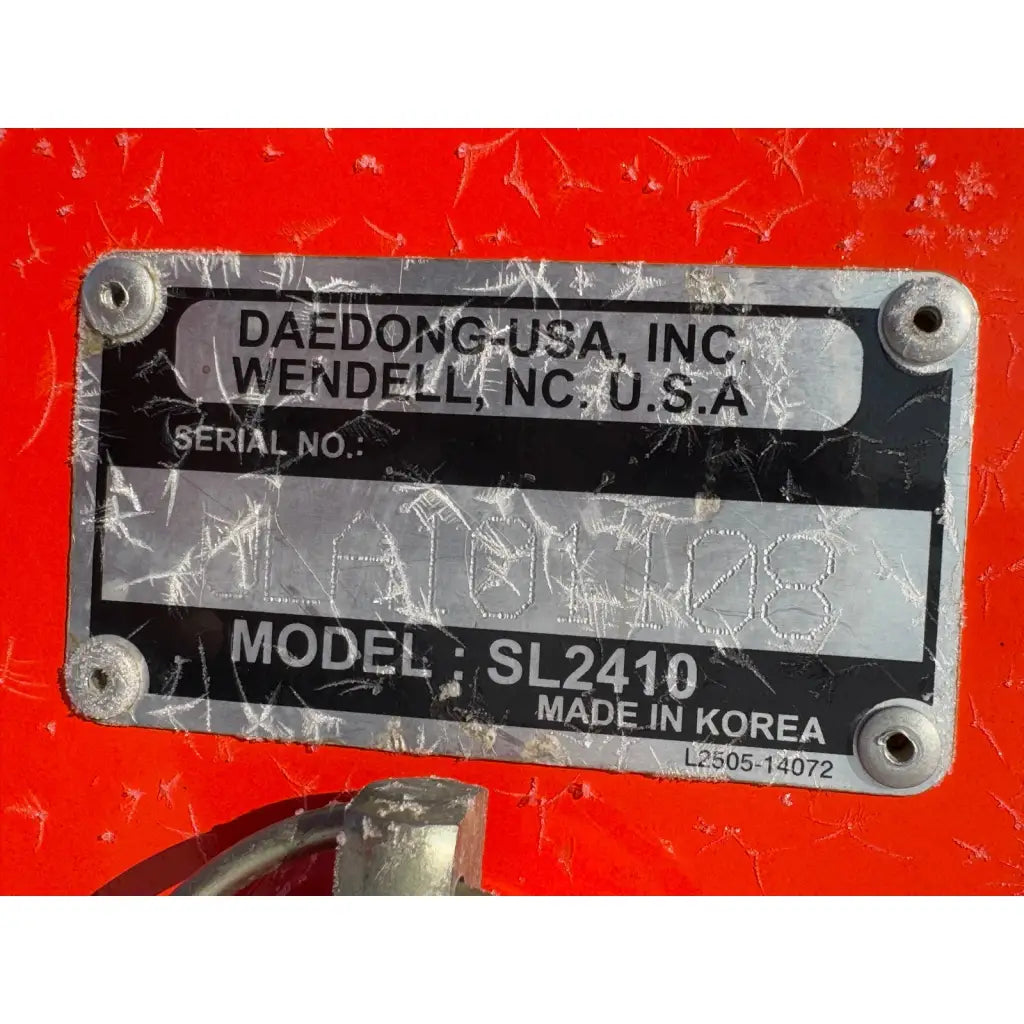 DAEDONG-USA, INC.
WENDELL, NC. U.S.A
SERIAL NO.:
MODEL : SL2410
MADE IN KOREA
L2505-14072